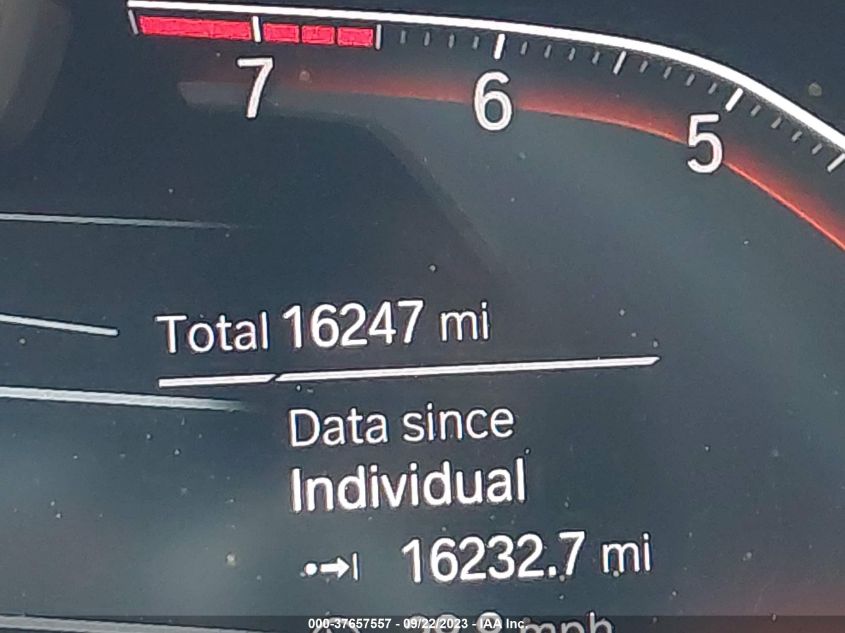 7 6 5
Total 16247 mi
Data since
Individual
16232.7 mi
mph
000-37657557 - 09/22/2023 - IAA Inc.